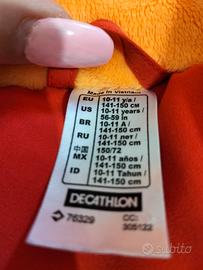 Made in Vietnam
EU 10-11 y/a / 141-150 cm
US 10-11 years / 56-59 in
BR 10-11 A / 141-150 cm
RU 10-11 л / 141-150 cm
中国 150/72
MX 10-11 años / 141-150 cm
ID 10-11 Tahun / 141-150 cm
DECATHLON
76329 CC: 305122
subito